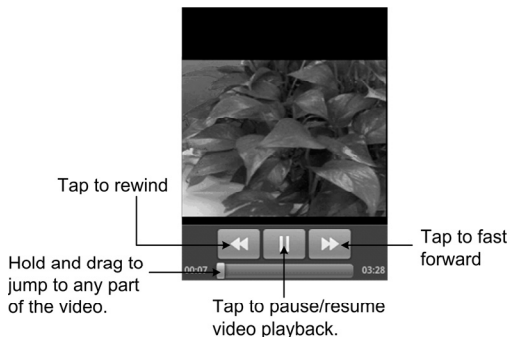 Tap to rewind
Tap to fast
forward
Hold and drag to
jump to any part
of the video.
00:07
03:28
Tap to pause/resume
video playback.